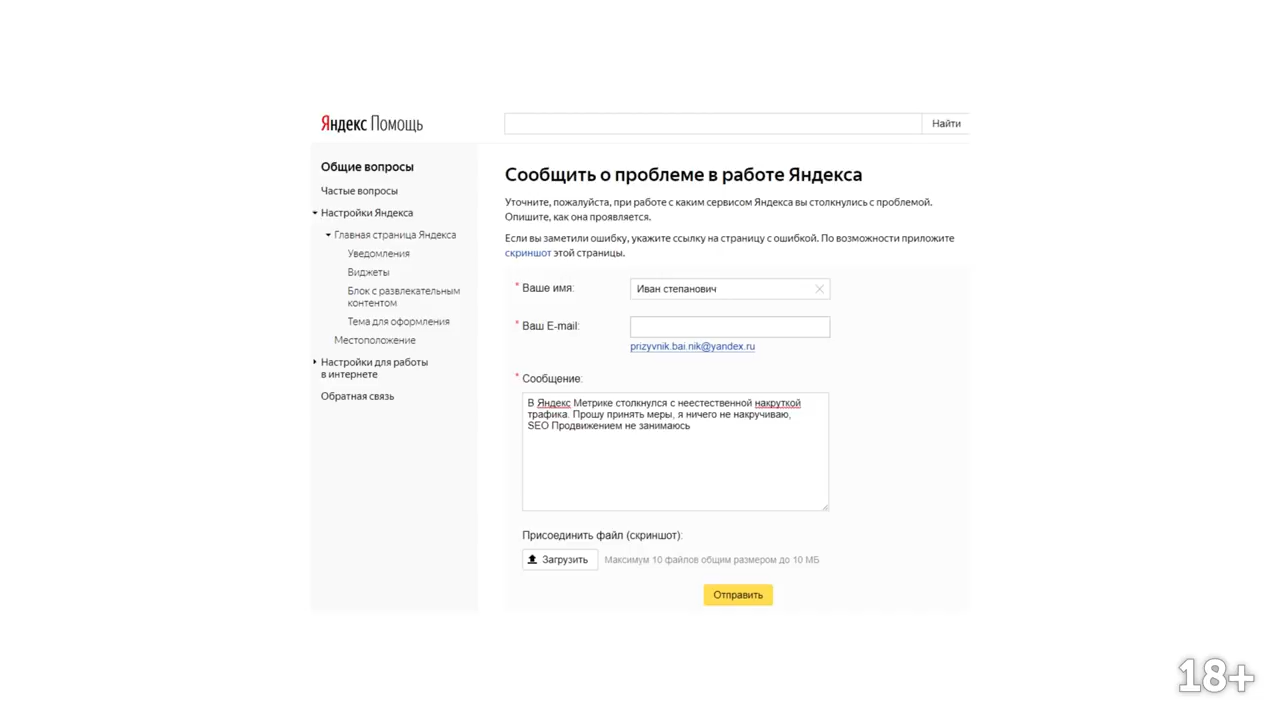 Яндекс Помощь
Найти
Общие вопросы
Частые вопросы
Настройки Яндекса
Главная страница Яндекса
Уведомления
Виджеты
Блок с развлекательным
контентом
Тема для оформления
Местоположение
Настройки для работы
в интернете
Обратная связь
Сообщить о проблеме в работе Яндекса
Уточните, пожалуйста, при работе с каким сервисом Яндекса вы столкнулись с проблемой.
Опишите, как она проявляется.
Если вы заметили ошибку, укажите ссылку на страницу с ошибкой. По возможности приложите
скриншот этой страницы.
* Ваше имя:
Иван степанович
* Ваш E-mail:
prizyvnik.bai.nik@yandex.ru
* Сообщение:
В Яндекс Метрике столкнулся с неестественной накруткой
трафика. Прошу принять меры, я ничего не накручиваю,
SEO Продвижением не занимаюсь
Присоединить файл (скриншот):
Загрузить
Максимум 10 файлов общим размером до 10 МБ
Отправить
18+